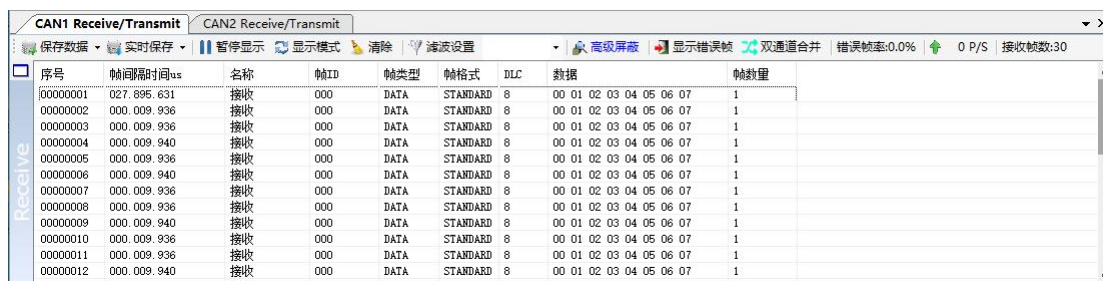 CAN1 Receive/Transmit CAN2 Receive/Transmit
保存数据 实时保存 暂停显示 显示模式 清除 滤波设置 高级屏蔽 显示错误帧 双通道合并 错误帧率:0.0% 0 P/S 接收帧数:30
序号 帧间隔时间us 名称 帧ID 帧类型 帧格式 DLC 数据 帧数量
00000001 027.895.631 接收 000 DATA STANDARD 8 00 01 02 03 04 05 06 07 1
00000002 000.009.936 接收 000 DATA STANDARD 8 00 01 02 03 04 05 06 07 1
00000003 000.009.936 接收 000 DATA STANDARD 8 00 01 02 03 04 05 06 07 1
00000004 000.009.940 接收 000 DATA STANDARD 8 00 01 02 03 04 05 06 07 1
00000005 000.009.936 接收 000 DATA STANDARD 8 00 01 02 03 04 05 06 07 1
00000006 000.009.940 接收 000 DATA STANDARD 8 00 01 02 03 04 05 06 07 1
00000007 000.009.936 接收 000 DATA STANDARD 8 00 01 02 03 04 05 06 07 1
00000008 000.009.936 接收 000 DATA STANDARD 8 00 01 02 03 04 05 06 07 1
00000009 000.009.940 接收 000 DATA STANDARD 8 00 01 02 03 04 05 06 07 1
00000010 000.009.936 接收 000 DATA STANDARD 8 00 01 02 03 04 05 06 07 1
00000011 000.009.936 接收 000 DATA STANDARD 8 00 01 02 03 04 05 06 07 1
00000012 000.009.940 接收 000 DATA STANDARD 8 00 01 02 03 04 05 06 07 1
Receive